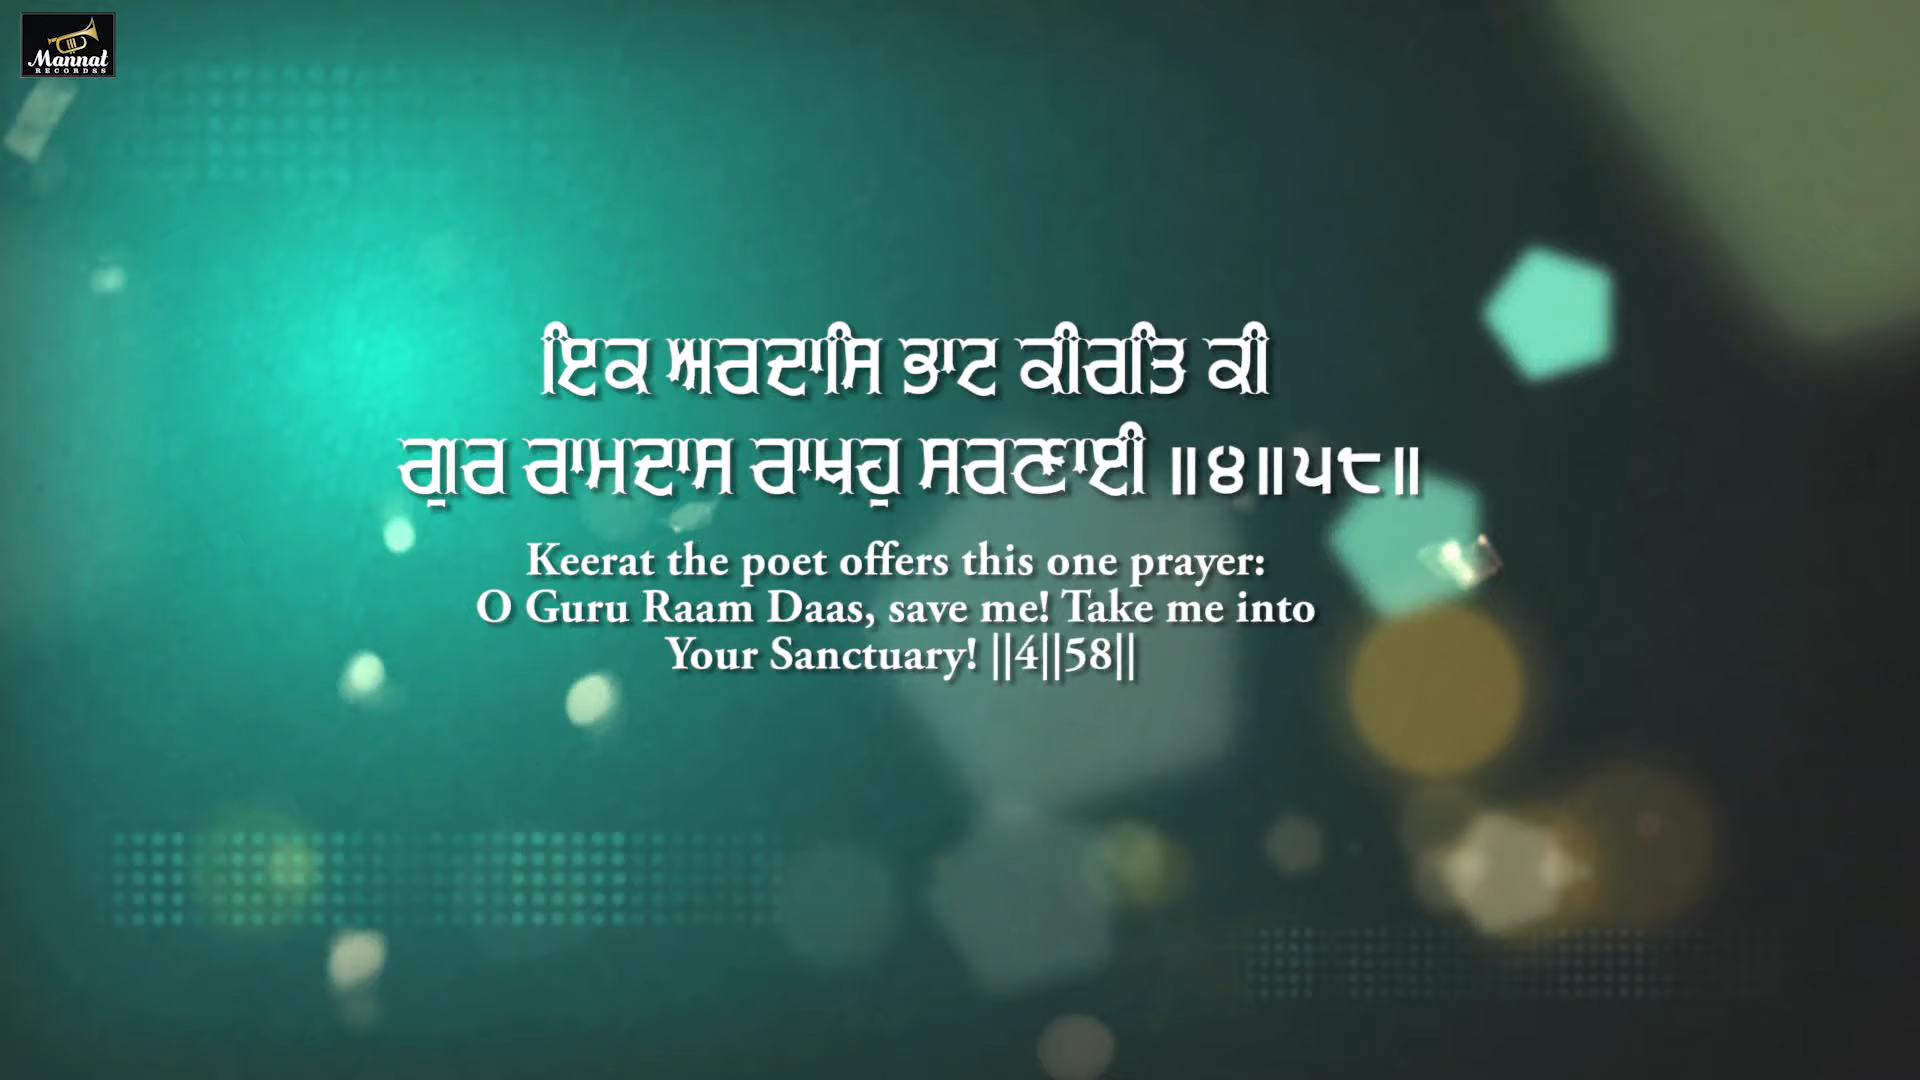 Mannat
RECORDSS
ਇਕ ਅਰਦਾਸਿ ਭਾਟ ਕੀਰਤਿ ਕੀ
ਗੁਰ ਰਾਮਦਾਸ ਰਾਖਹੁ ਸਰਣਾਈ ॥੪॥੫੮॥
Keerat the poet offers this one prayer:
O Guru Raam Daas, save me! Take me into
Your Sanctuary! ||4||58||